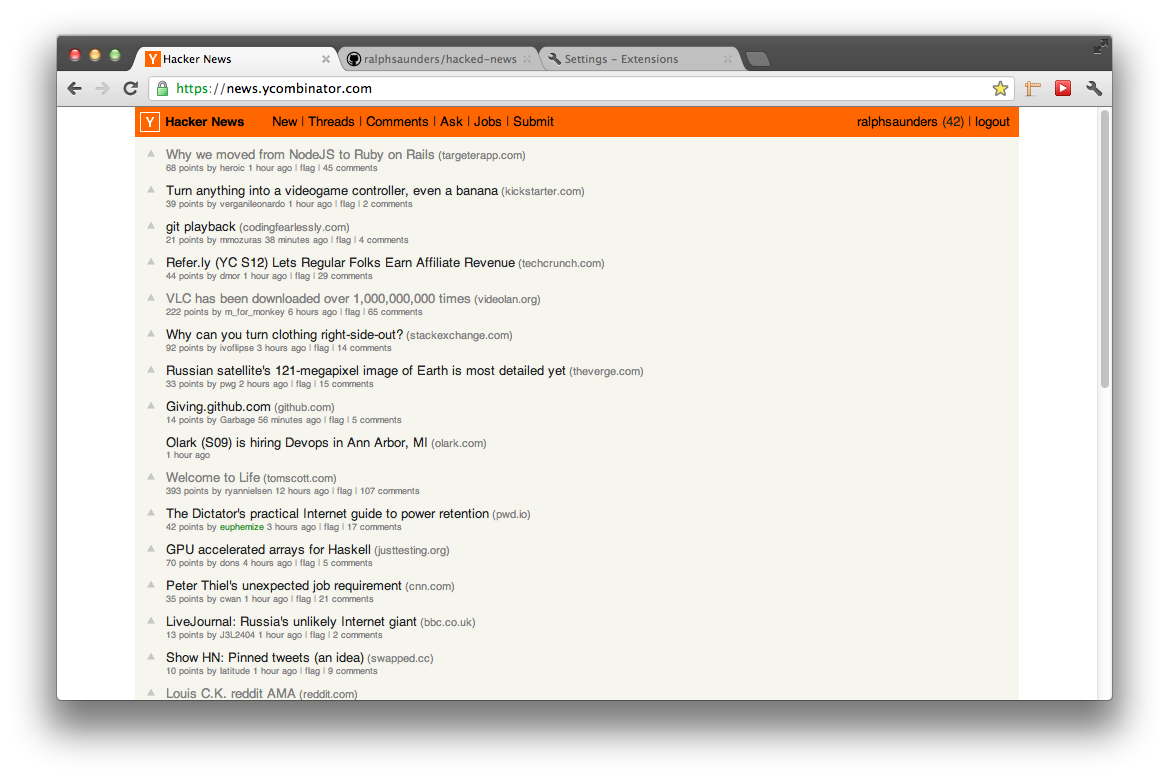 Hacker News
ralphsaunders/hacked-news
Settings – Extensions
https://news.ycombinator.com
Y Hacker News New | Threads | Comments | Ask | Jobs | Submit ralphsaunders (42) | logout
Why we moved from NodeJS to Ruby on Rails (targeterapp.com)
68 points by heroic 1 hour ago | flag | 45 comments
Turn anything into a videogame controller, even a banana (kickstarter.com)
39 points by verganileonardo 1 hour ago | flag | 2 comments
git playback (codingfearlessly.com)
21 points by mmozuras 38 minutes ago | flag | 4 comments
Refer.ly (YC S12) Lets Regular Folks Earn Affiliate Revenue (techcrunch.com)
44 points by dmor 1 hour ago | flag | 29 comments
VLC has been downloaded over 1,000,000,000 times (videolan.org)
222 points by m_for_monkey 6 hours ago | flag | 65 comments
Why can you turn clothing right-side-out? (stackexchange.com)
92 points by ivoflipse 3 hours ago | flag | 14 comments
Russian satellite's 121-megapixel image of Earth is most detailed yet (theverge.com)
33 points by pwg 2 hours ago | flag | 15 comments
Giving.github.com (github.com)
14 points by Garbage 56 minutes ago | flag | 5 comments
Olark (S09) is hiring Devops in Ann Arbor, MI (olark.com)
1 hour ago
Welcome to Life (tomscott.com)
393 points by ryannielsen 12 hours ago | flag | 107 comments
The Dictator's practical Internet guide to power retention (pwd.io)
42 points by euphemize 3 hours ago | flag | 17 comments
GPU accelerated arrays for Haskell (justtesting.org)
70 points by dons 4 hours ago | flag | 5 comments
Peter Thiel's unexpected job requirement (cnn.com)
35 points by cwan 1 hour ago | flag | 21 comments
LiveJournal: Russia's unlikely Internet giant (bbc.co.uk)
13 points by J3L2404 1 hour ago | flag | 2 comments
Show HN: Pinned tweets (an idea) (swapped.cc)
10 points by latitude 1 hour ago | flag | 9 comments
Louis C.K. reddit AMA (reddit.com)